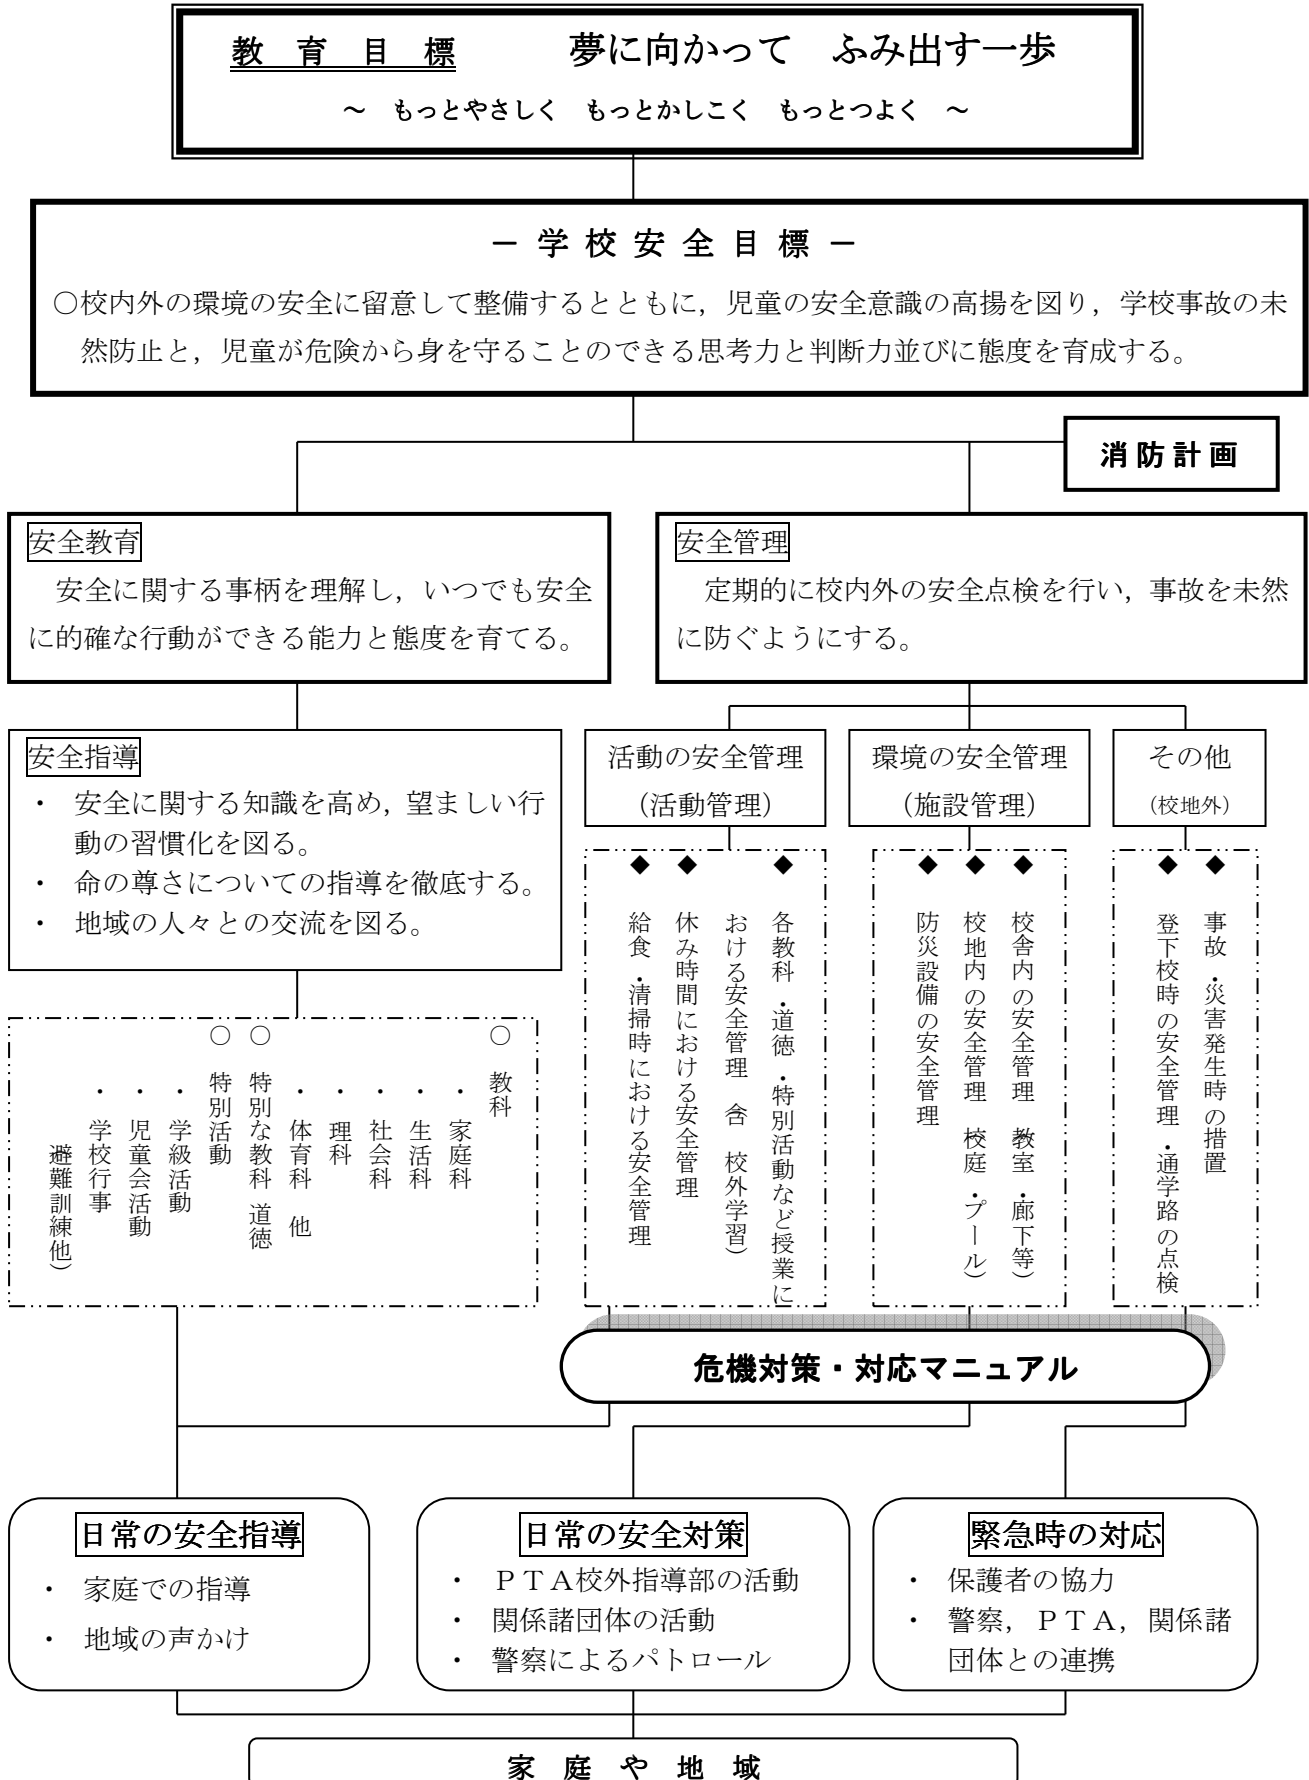 教 育 目 標　夢に向かって　ふみ出す一歩
～　もっとやさしく　もっとかしこく　もっとつよく　～
－ 学 校 安 全 目 標 －
○校内外の環境の安全に留意して整備するとともに，児童の安全意識の高揚を図り，学校事故の未
然防止と，児童が危険から身を守ることのできる思考力と判断力並びに態度を育成する。
消防計画
安全教育
安全に関する事柄を理解し，いつでも安全
に的確な行動ができる能力と態度を育てる。
安全管理
定期的に校内外の安全点検を行い，事故を未然
に防ぐようにする。
安全指導
・　安全に関する知識を高め，望ましい行
動の習慣化を図る。
・　命の尊さについての指導を徹底する。
・　地域の人々との交流を図る。
活動の安全管理
（活動管理）
環境の安全管理
（施設管理）
その他
（校地外）
○　教科
・　家庭科
・　生活科
・　社会科
・　理科
・　体育科　他
○　特別な教科　道徳
○　特別活動
・　学級活動
・　児童会活動
・　学校行事
避難訓練他）
◆　各教科・道徳・特別活動など授業に
おける安全管理　含　校外学習）
◆　休み時間における安全管理
◆　給食・清掃時における安全管理
◆　校舎内の安全管理　教室・廊下等）
◆　校地内の安全管理　校庭・プール）
◆　防災設備の安全管理
◆　事故・災害発生時の措置
◆　登下校時の安全管理・通学路の点検
危機対策・対応マニュアル
日常の安全指導
・　家庭での指導
・　地域の声かけ
日常の安全対策
・　ＰＴＡ校外指導部の活動
・　関係諸団体の活動
・　警察によるパトロール
緊急時の対応
・　保護者の協力
・　警察，ＰＴＡ，関係諸
団体との連携
家 庭 や 地 域